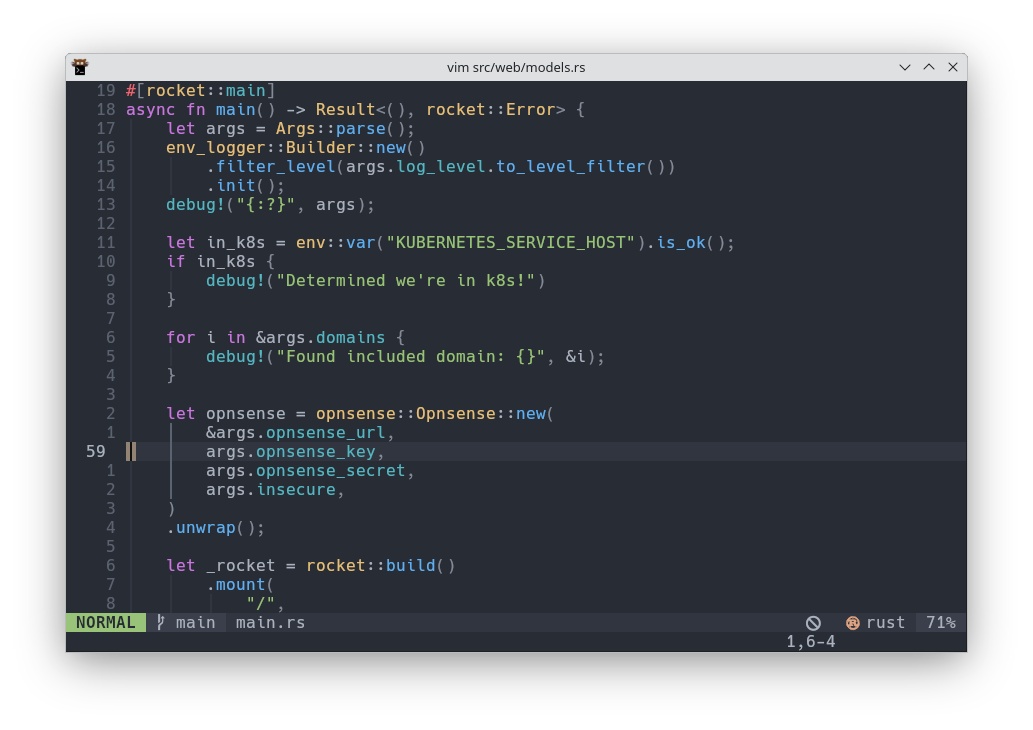 vim src/web/models.rs
19 #[rocket::main]
18 async fn main() -> Result<(), rocket::Error> {
17     let args = Args::parse();
16     env_logger::Builder::new()
15         .filter_level(args.log_level.to_level_filter())
14         .init();
13     debug!("{:?}", args);
12
11     let in_k8s = env::var("KUBERNETES_SERVICE_HOST").is_ok();
10     if in_k8s {
9         debug!("Determined we're in k8s!")
8     }
7
6     for i in &args.domains {
5         debug!("Found included domain: {}", &i);
4     }
3
2     let opnsense = opnsense::Opnsense::new(
1         &args.opnsense_url,
59         args.opnsense_key,
1         args.opnsense_secret,
2         args.insecure,
3     )
4     .unwrap();
5
6     let _rocket = rocket::build()
7         .mount(
8             "/",
NORMAL main main.rs rust 71%
1,6-4